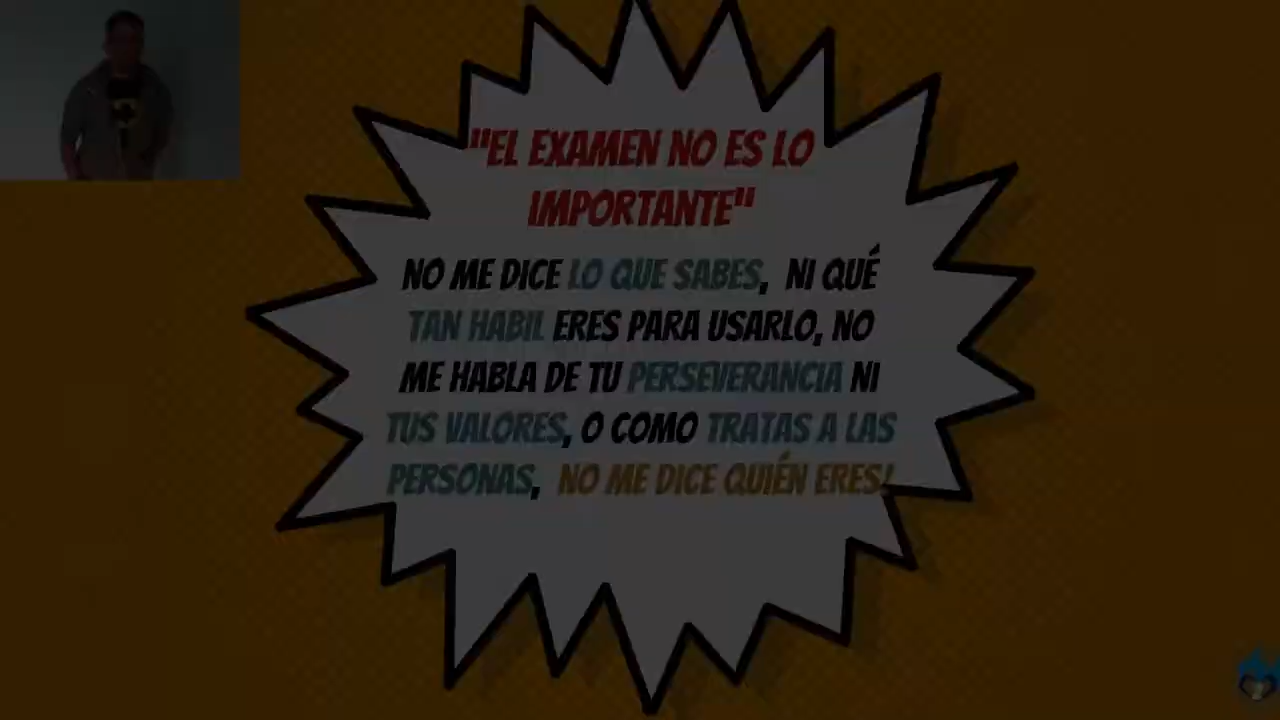 "EL EXAMEN NO ES LO
IMPORTANTE"
NO ME DICE LO QUE SABES, NI QUÉ
TAN HABIL ERES PARA USARLO, NO
ME HABLA DE TU PERSEVERANCIA NI
TUS VALORES, O COMO TRATAS A LAS
PERSONAS, NO ME DICE QUIÉN ERES!